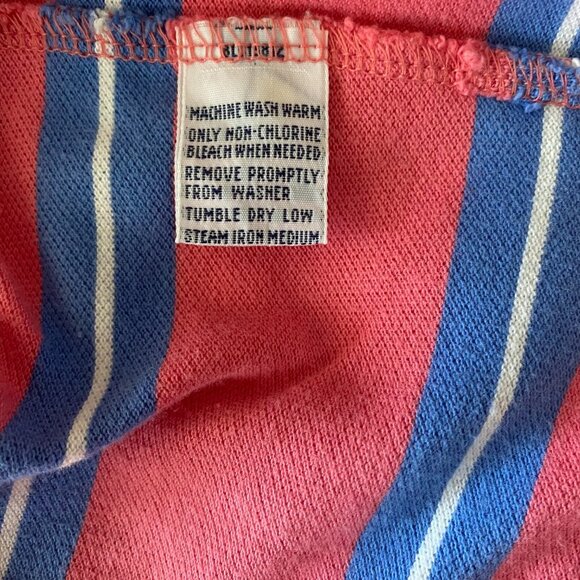 MACHINE WASH WARM
ONLY NON-CHLORINE
BLEACH WHEN NEEDED
REMOVE PROMPTLY
FROM WASHER
TUMBLE DRY LOW
STEAM IRON MEDIUM